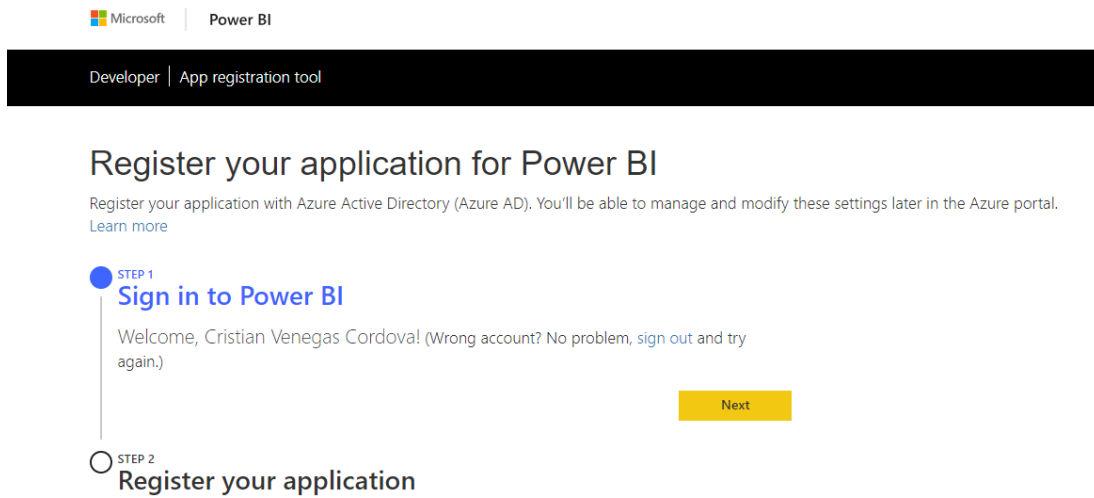 Microsoft Power BI
Developer App registration tool
Register your application for Power BI
Register your application with Azure Active Directory (Azure AD). You'll be able to manage and modify these settings later in the Azure portal.
Learn more
STEP 1
Sign in to Power BI
Welcome, Cristian Venegas Cordova! (Wrong account? No problem, sign out and try
again.)
Next
STEP 2
Register your application